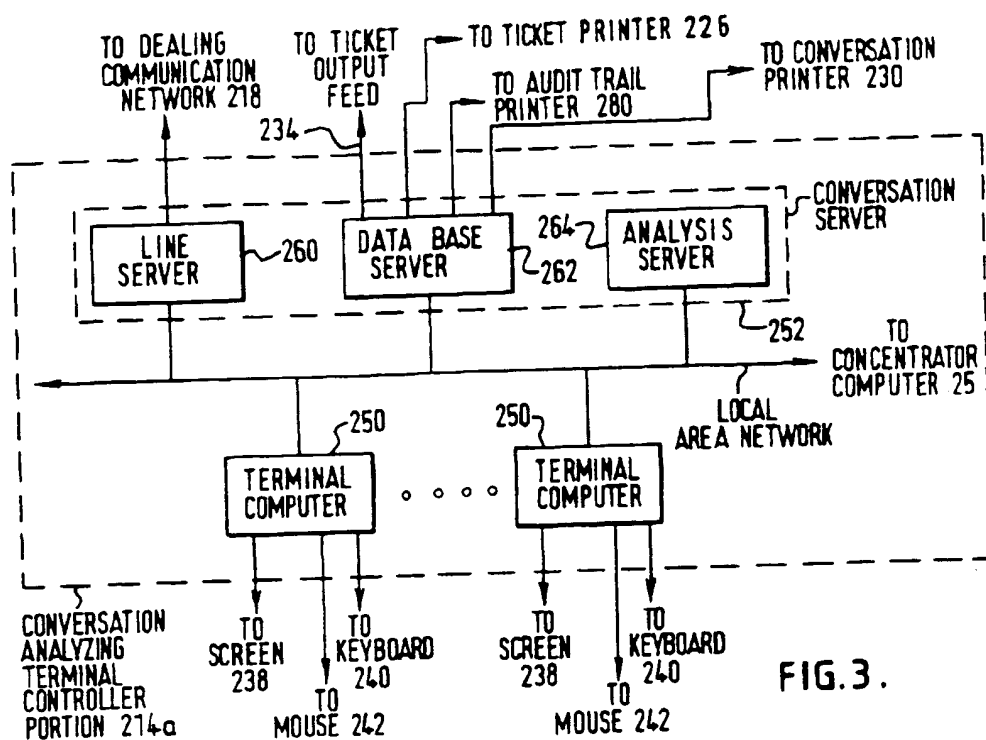 TO DEALING
COMMUNICATION
NETWORK 218
TO TICKET
OUTPUT
FEED
234
TO TICKET PRINTER 226
TO AUDIT TRAIL
PRINTER 280
TO CONVERSATION
PRINTER 230
CONVERSATION
SERVER
LINE
SERVER
260
DATA BASE
SERVER
262
264
ANALYSIS
SERVER
252
TO
CONCENTRATOR
COMPUTER 25
LOCAL
AREA NETWORK
250
TERMINAL
COMPUTER
250
TERMINAL
COMPUTER
CONVERSATION
ANALYZING
TERMINAL
CONTROLLER
PORTION 214a
TO
SCREEN
238
TO
MOUSE 242
TO
KEYBOARD
240
TO
SCREEN
238
TO
MOUSE 242
TO
KEYBOARD
240
FIG.3.